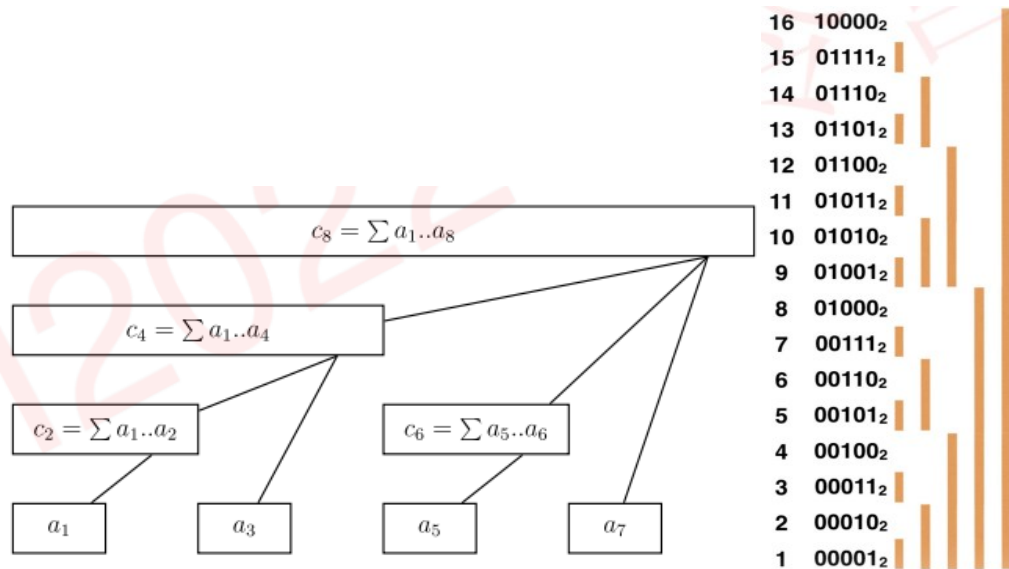 c₈ = ∑ a₁..a₈
c₄ = ∑ a₁..a₄
c₂ = ∑ a₁..a₂
c₆ = ∑ a₅..a₆
a₁
a₃
a₅
a₇
16 10000₂
15 01111₂
14 01110₂
13 01101₂
12 01100₂
11 01011₂
10 01010₂
9 01001₂
8 01000₂
7 00111₂
6 00110₂
5 00101₂
4 00100₂
3 00011₂
2 00010₂
1 00001₂